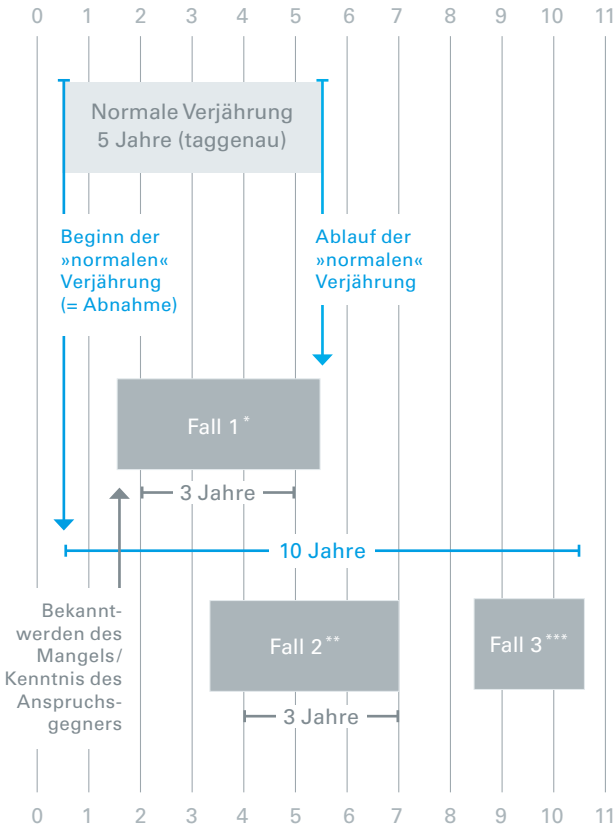 0 1 2 3 4 5 6 7 8 9 10 11
Normale Verjährung
5 Jahre (taggenau)
Beginn der
»normalen«
Verjährung
(= Abnahme)
Ablauf der
»normalen«
Verjährung
Fall 1*
3 Jahre
10 Jahre
Bekannt-
werden des
Mangels/
Kenntnis des
Anspruchs-
gegners
Fall 2**
Fall 3***
3 Jahre
0 1 2 3 4 5 6 7 8 9 10 11